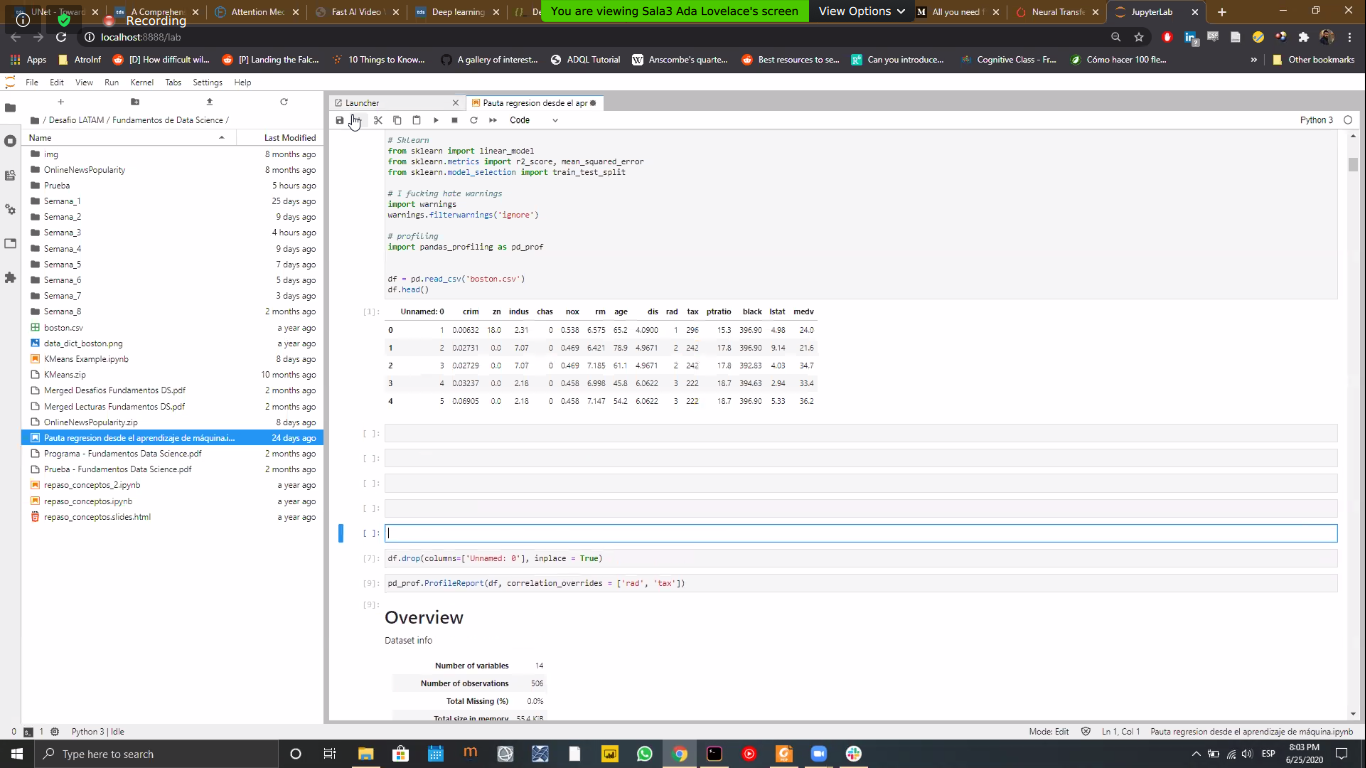 UNet - Towar
A Comprehen
Attention Mec
Fast AI Video
Deep learning
You are viewing Sala3 Ada Lovelace's screen
View Options
All you need f
Neural Transfe
JupyterLab
Recording
localhost:8888/lab
Apps
AtroInf
[D] How difficult wil...
[P] Landing the Falc...
10 Things to Know...
A gallery of interest...
ADQL Tutorial
Anscombe's quarte...
Best resources to se...
Can you introduce...
Cognitive Class - Fr...
Cómo hacer 100 fle...
Other bookmarks
File Edit View Run Kernel Tabs Settings Help
/ Desafio LATAM / Fundamentos de Data Science /
Name Last Modified
img 8 months ago
OnlineNewsPopularity 8 months ago
Prueba 5 hours ago
Semana_1 25 days ago
Semana_2 9 days ago
Semana_3 4 hours ago
Semana_4 9 days ago
Semana_5 7 days ago
Semana_6 5 days ago
Semana_7 3 days ago
Semana_8 2 months ago
boston.csv a year ago
data_dict_boston.png a year ago
KMeans Example.ipynb 8 days ago
KMeans.zip 10 months ago
Merged Desafios Fundamentos DS.pdf 2 months ago
Merged Lecturas Fundamentos DS.pdf 2 months ago
OnlineNewsPopularity.zip 8 days ago
Pauta regresion desde el aprendizaje de máquina.i... 24 days ago
Programa - Fundamentos Data Science.pdf 2 months ago
Prueba - Fundamentos Data Science.pdf 2 months ago
repaso_conceptos_2.ipynb a year ago
repaso_conceptos.ipynb a year ago
repaso_conceptos.slides.html a year ago
Launcher
Pauta regresion desde el apr
Code
Python 3
# Sklearn
from sklearn import linear_model
from sklearn.metrics import r2_score, mean_squared_error
from sklearn.model_selection import train_test_split
# I fucking hate warnings
import warnings
warnings.filterwarnings('ignore')
# profiling
import pandas_profiling as pd_prof
df = pd.read_csv('boston.csv')
df.head()
[1]: Unnamed: 0 crim zn indus chas nox rm age dis rad tax ptratio black lstat medv
0 1 0.00632 18.0 2.31 0 0.538 6.575 65.2 4.0900 1 296 15.3 396.90 4.98 24.0
1 2 0.02731 0.0 7.07 0 0.469 6.421 78.9 4.9671 2 242 17.8 396.90 9.14 21.6
2 3 0.02729 0.0 7.07 0 0.469 7.185 61.1 4.9671 2 242 17.8 392.83 4.03 34.7
3 4 0.03237 0.0 2.18 0 0.458 6.998 45.8 6.0622 3 222 18.7 394.63 2.94 33.4
4 5 0.06905 0.0 2.18 0 0.458 7.147 54.2 6.0622 3 222 18.7 396.90 5.33 36.2
[ ]:
[ ]:
[ ]:
[ ]:
[ ]:
[7]: df.drop(columns=['Unnamed: 0'], inplace = True)
[9]: pd_prof.ProfileReport(df, correlation_overrides = ['rad', 'tax'])
[9]:
Overview
Dataset info
Number of variables 14
Number of observations 506
Total Missing (%) 0.0%
Total size in memory 55.4 KiB
0 1 Python 3 | Idle
Mode: Edit
Ln 1, Col 1
Pauta regresion desde el aprendizaje de máquina.ipynb
Type here to search
ESP
8:03 PM
6/25/2020